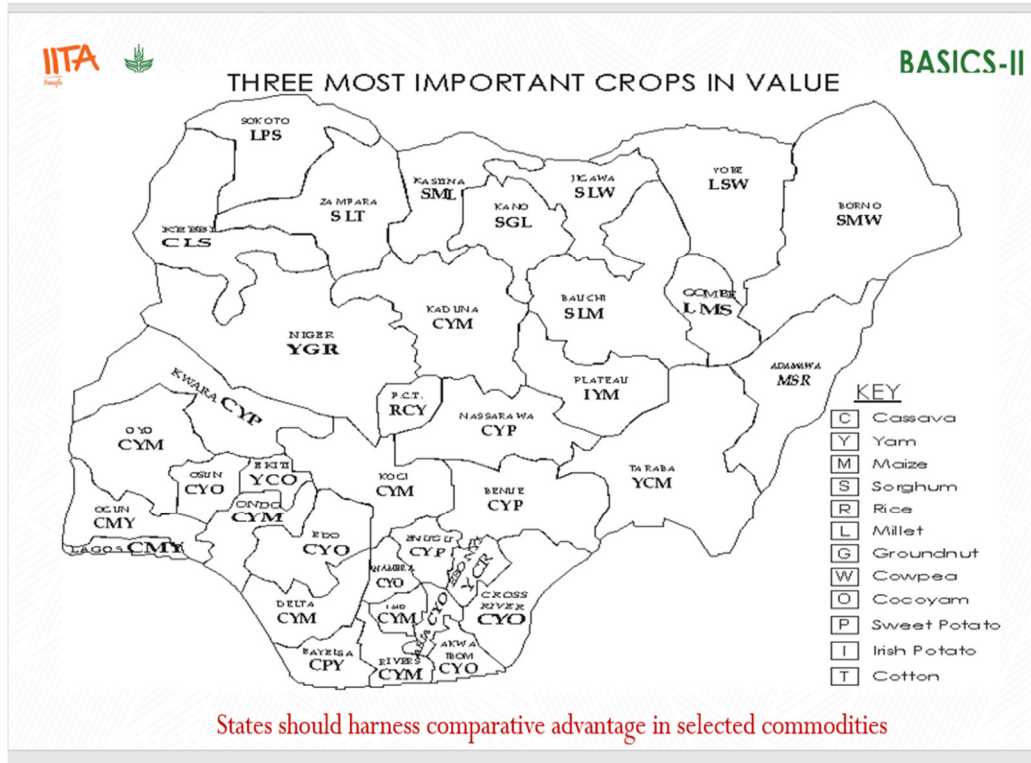 IITA
BASICS-II
THREE MOST IMPORTANT CROPS IN VALUE
SOKOTO
LPS
ZAMFARA
SLT
KATSINA
SML
KANO
SGL
JIGAWA
SLW
YOBE
LSW
BORNO
SMW
KEBBI
CLS
NIGER
YGR
KADUNA
CYM
BAUCHI
SLM
GOMBE
LMS
ADAMAWA
MSR
KWARA
CYP
F.C.T.
RCY
NASSARAWA
CYP
PLATEAU
IYM
TARABA
YCM
OYO
CYM
OSUN
CYO
EKITI
YCO
KOGI
CYM
BENUE
CYP
OGUN
CMY
ONDO
CYM
LAGOS CMY
EDO
CYO
ENUGU
CYP
YCR
CYO
DELTA
CYM
IMO
CYM
CYO
CROSS
RIVER
CYO
BAYELSA
CPY
RIVERS
CYM
AKWA
IBOM
CYO
KEY
C Cassava
Y Yam
M Maize
S Sorghum
R Rice
L Millet
G Groundnut
W Cowpea
O Cocoyam
P Sweet Potato
I Irish Potato
T Cotton
States should harness comparative advantage in selected commodities